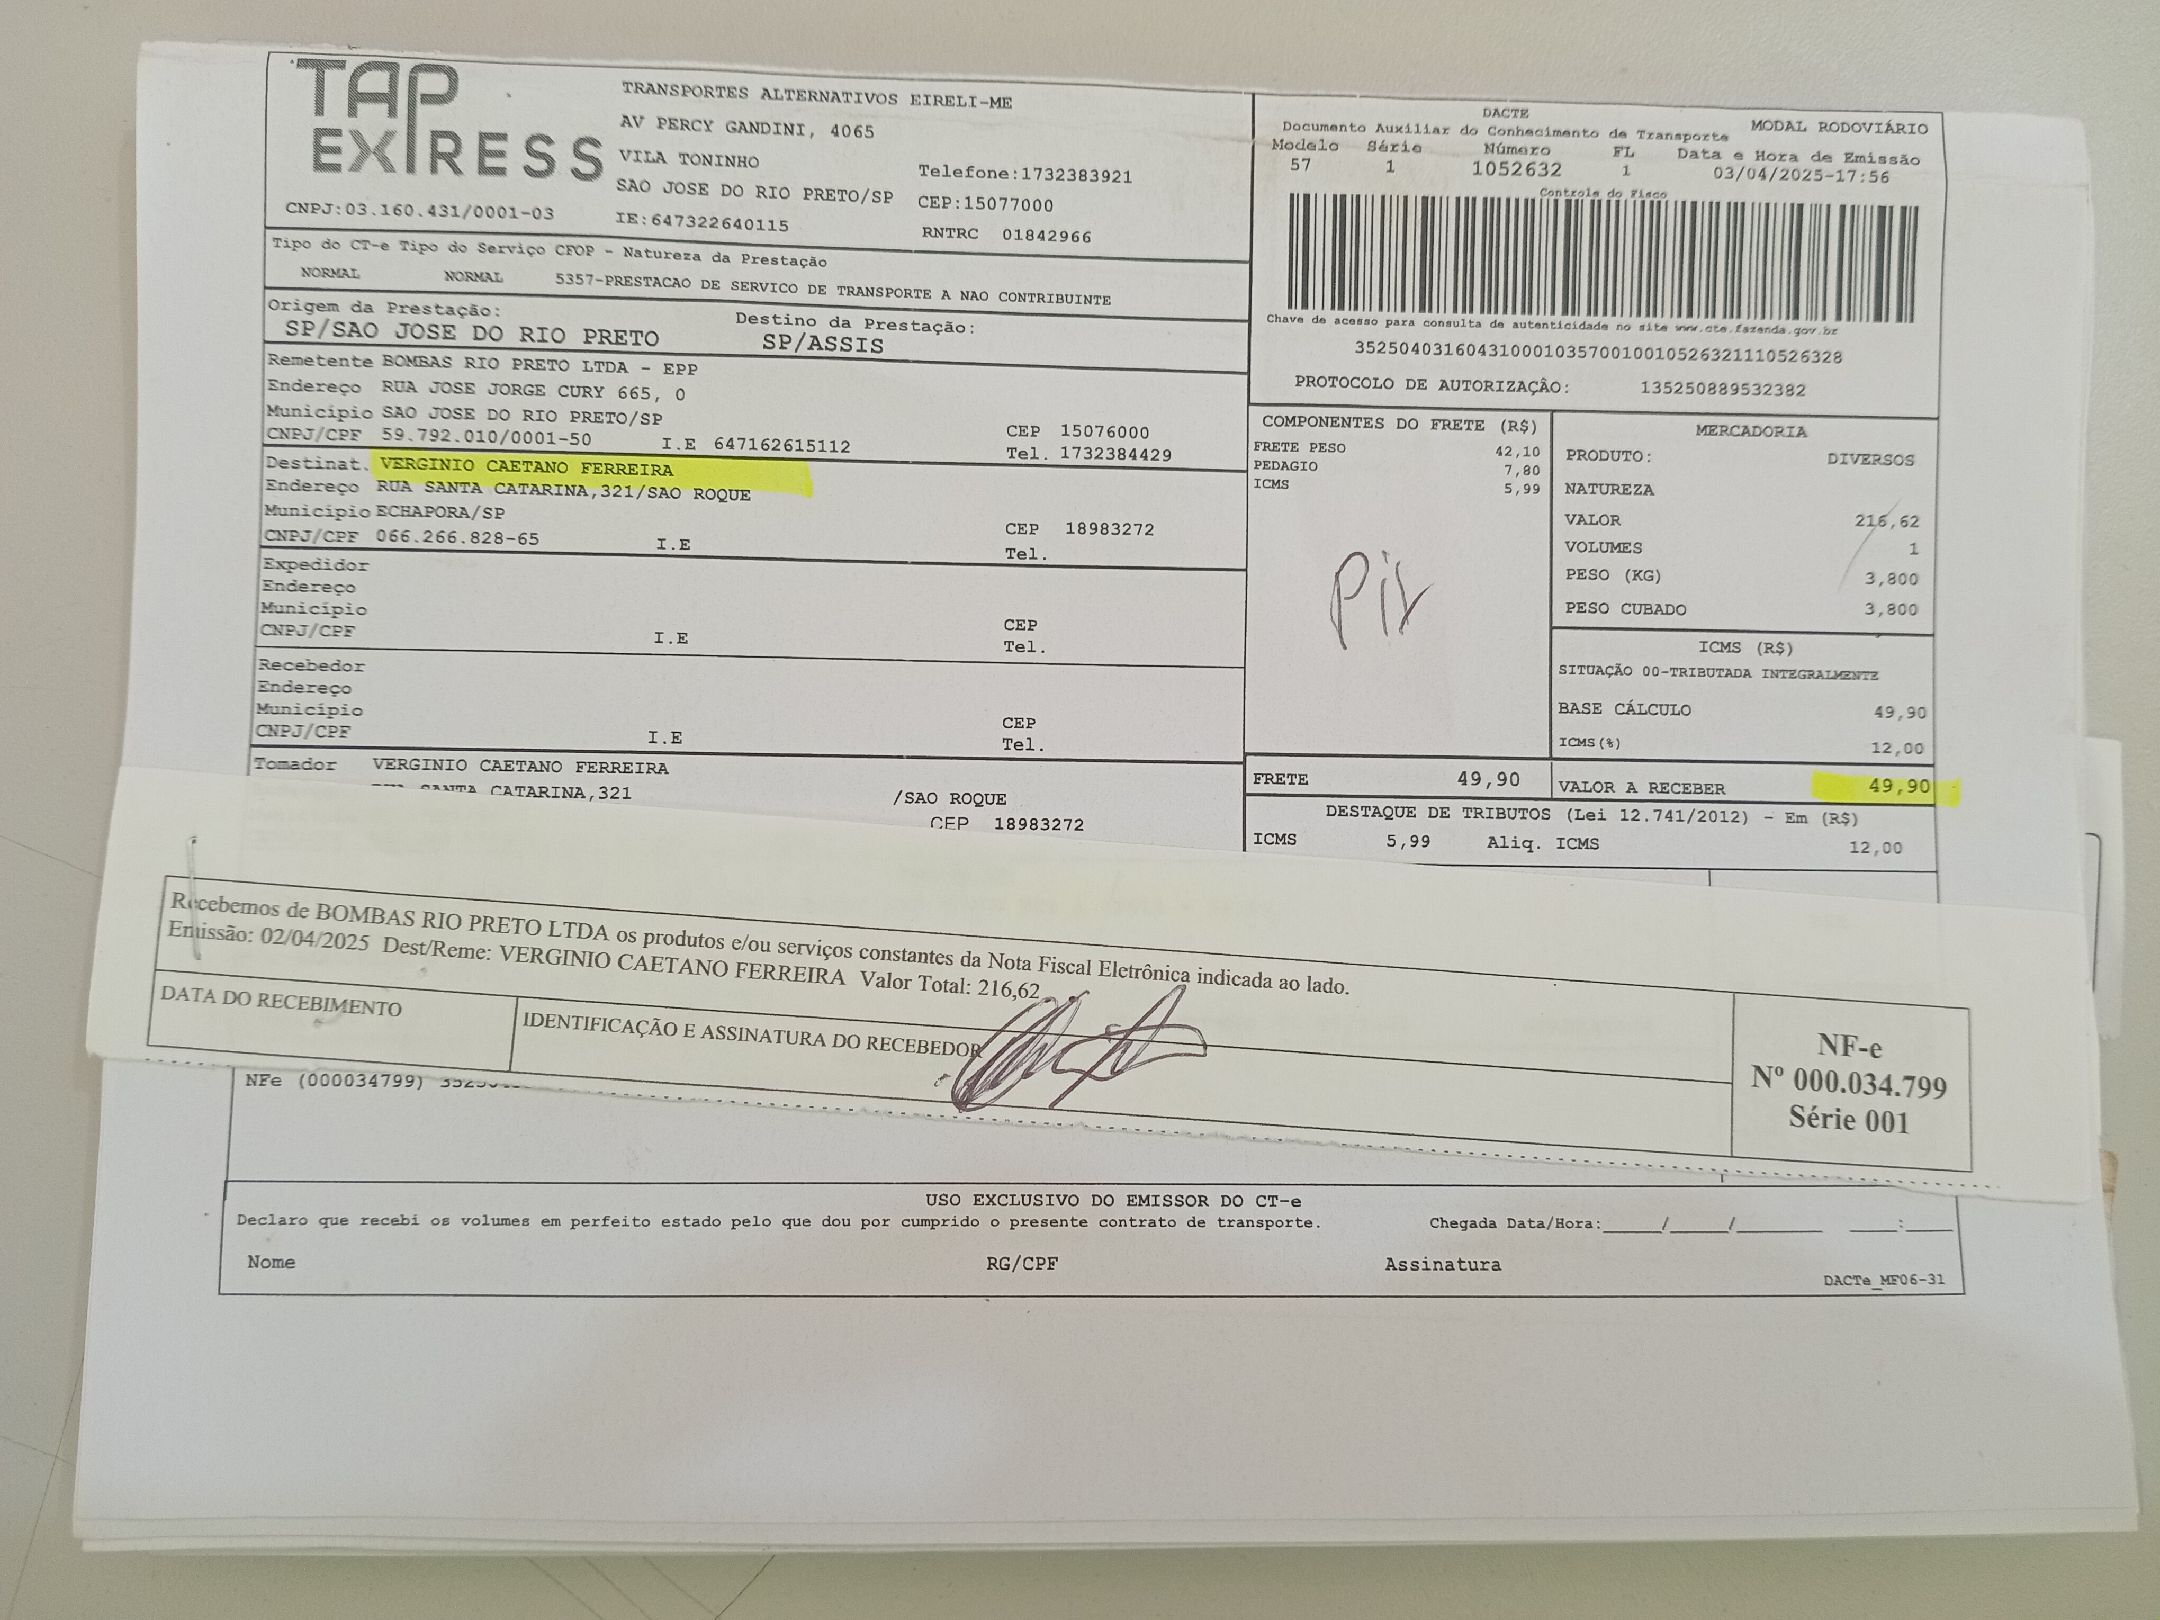 TAP
EXPRESS
TRANSPORTES ALTERNATIVOS EIRELI-ME
AV PERCY GANDINI, 4065
VILA TONINHO
Telefone:1732383921
SAO JOSE DO RIO PRETO/SP CEP:15077000
CNPJ:03.160.431/0001-03 IE:647322640115 RNTRC 01842966
Tipo do CT-e Tipo do Serviço CFOP - Natureza da Prestação
NORMAL NORMAL 5357-PRESTACAO DE SERVICO DE TRANSPORTE A NAO CONTRIBUINTE
Origem da Prestação: Destino da Prestação:
SP/SAO JOSE DO RIO PRETO SP/ASSIS
Remetente BOMBAS RIO PRETO LTDA - EPP
Endereço RUA JOSE JORGE CURY 665, 0
Município SAO JOSE DO RIO PRETO/SP CEP 15076000
CNPJ/CPF 59.792.010/0001-50 I.E 647162615112 Tel. 1732384429
Destinat. VERGINIO CAETANO FERREIRA
Endereço RUA SANTA CATARINA,321/SAO ROQUE
Município ECHAPORA/SP CEP 18983272
CNPJ/CPF 066.266.828-65 I.E Tel.
Expedidor
Endereço
Município CEP
CNPJ/CPF I.E Tel.
Recebedor
Endereço
Município CEP
CNPJ/CPF I.E Tel.
Tomador VERGINIO CAETANO FERREIRA
SANTA CATARINA,321 /SAO ROQUE
CEP 18983272
DACTE
Documento Auxiliar do Conhecimento de Transporte MODAL RODOVIÁRIO
Modelo Série Número FL Data e Hora de Emissão
57 1 1052632 1 03/04/2025-17:56
Controle do Fisco
Chave de acesso para consulta de autenticidade no site www.cte.fazenda.gov.br
35250403160431000103570010010526321110526328
PROTOCOLO DE AUTORIZAÇÃO: 135250889532382
COMPONENTES DO FRETE (R$)
FRETE PESO 42,10
PEDAGIO 7,80
ICMS 5,99
MERCADORIA
PRODUTO: DIVERSOS
NATUREZA
VALOR 216,62
VOLUMES 1
PESO (KG) 3,800
PESO CUBADO 3,800
ICMS (R$)
SITUAÇÃO 00-TRIBUTADA INTEGRALMENTE
BASE CÁLCULO 49,90
ICMS(%) 12,00
FRETE 49,90 VALOR A RECEBER 49,90
DESTAQUE DE TRIBUTOS (Lei 12.741/2012) - Em (R$)
ICMS 5,99 Aliq. ICMS 12,00
Recebemos de BOMBAS RIO PRETO LTDA os produtos e/ou serviços constantes da Nota Fiscal Eletrônica indicada ao lado.
Emissão: 02/04/2025 Dest/Reme: VERGINIO CAETANO FERREIRA Valor Total: 216,62
DATA DO RECEBIMENTO IDENTIFICAÇÃO E ASSINATURA DO RECEBEDOR
NF-e
Nº 000.034.799
Série 001
NFe (000034799)
USO EXCLUSIVO DO EMISSOR DO CT-e
Declaro que recebi os volumes em perfeito estado pelo que dou por cumprido o presente contrato de transporte. Chegada Data/Hora:_____/_____/_______ ___:____
Nome RG/CPF Assinatura
DACTe_MF06-31